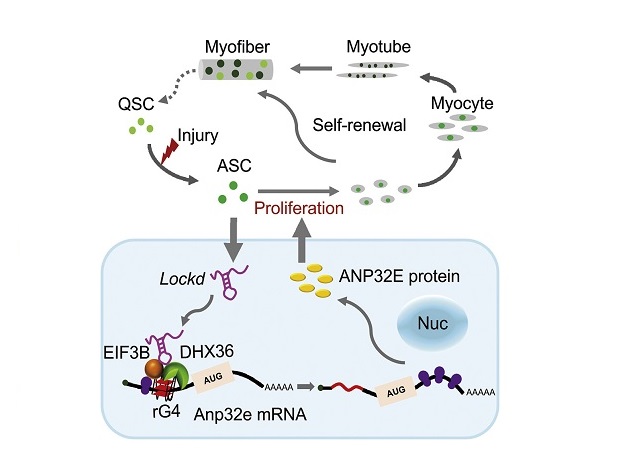 Myofiber
Myotube
QSC
Myocyte
Injury
Self-renewal
ASC
Proliferation
Lockd
ANP32E protein
Nuc
EIF3B
DHX36
AUG
AAAAA
AUG
AAAAA
rG4
Anp32e mRNA